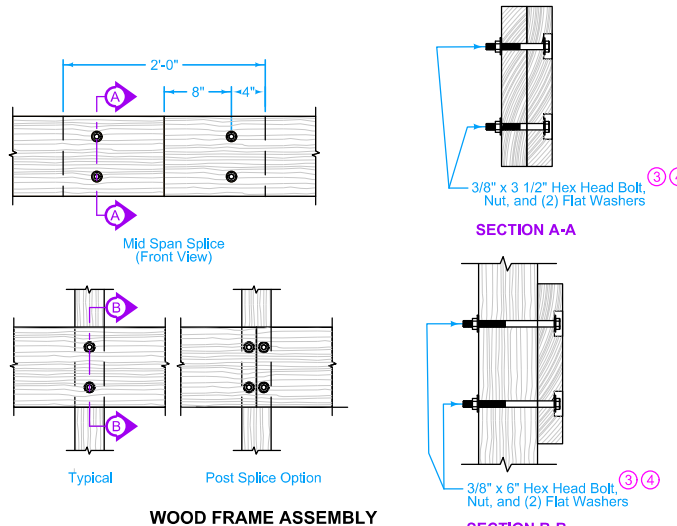 2'-0"
8"
4"
A
A
Mid Span Splice
(Front View)
3/8" x 3 1/2" Hex Head Bolt,
Nut, and (2) Flat Washers
3
SECTION A-A
B
B
Typical
Post Splice Option
3/8" x 6" Hex Head Bolt,
Nut, and (2) Flat Washers
3 4
WOOD FRAME ASSEMBLY